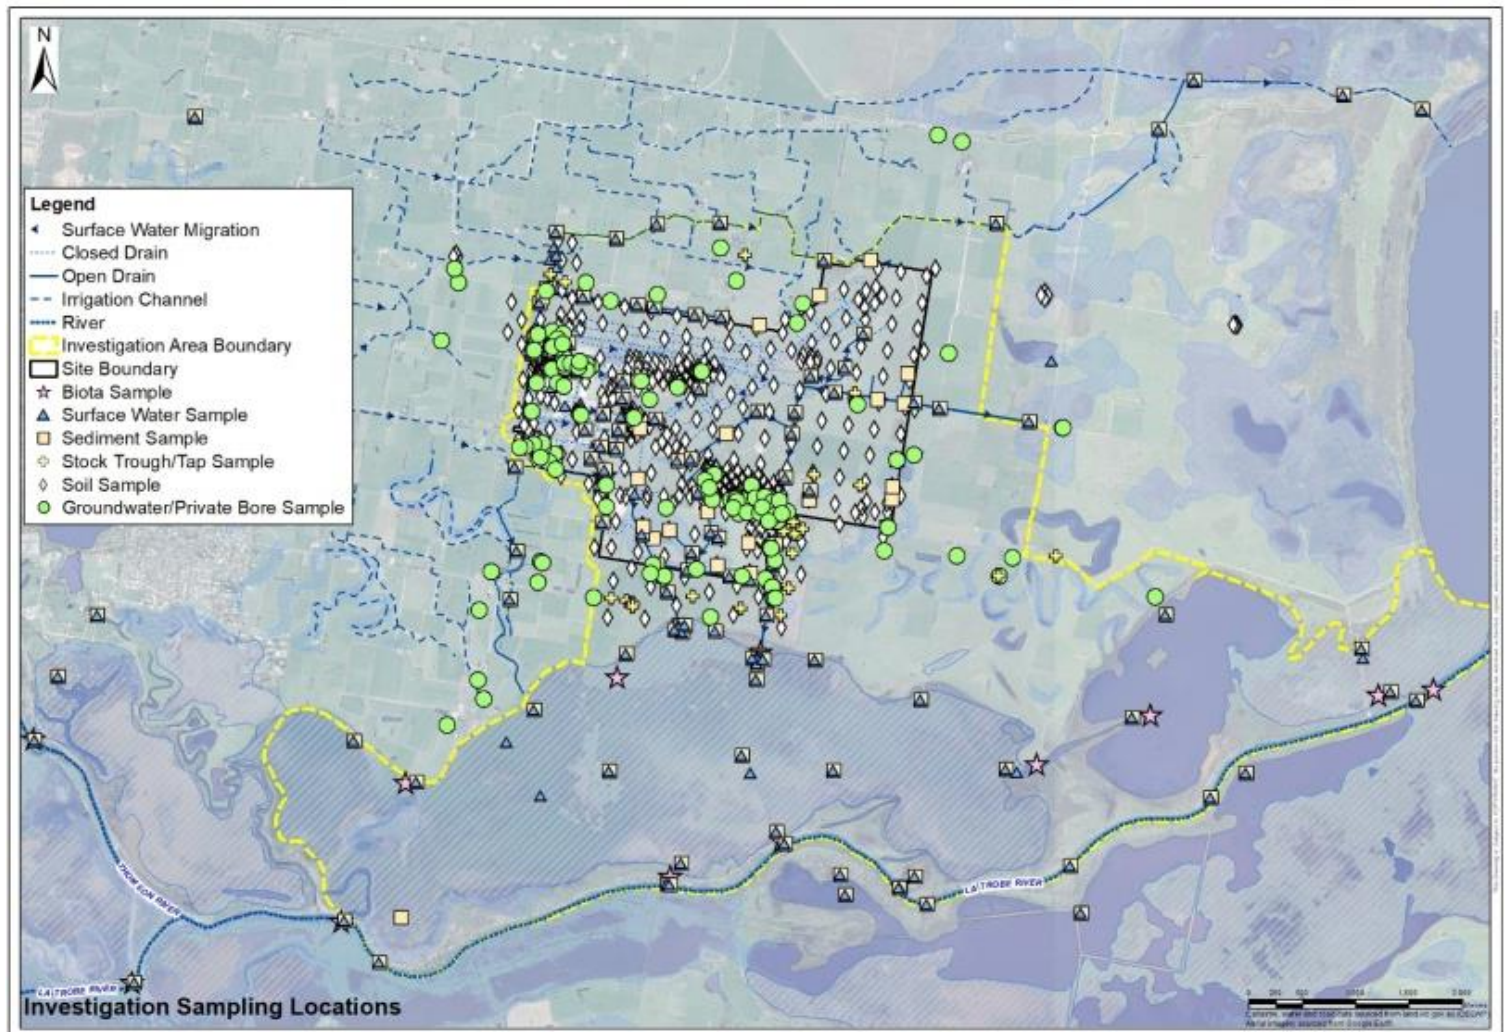 N
Legend
Surface Water Migration
Closed Drain
Open Drain
Irrigation Channel
River
Investigation Area Boundary
Site Boundary
Biota Sample
Surface Water Sample
Sediment Sample
Stock Trough/Tap Sample
Soil Sample
Groundwater/Private Bore Sample
RIVER
LA TROBE RIVER
LA TROBE RIVER
Investigation Sampling Locations
0